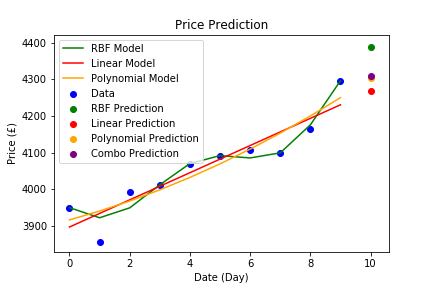 Price Prediction
4400
4300
4200
4100
4000
3900
Price (£)
RBF Model
Linear Model
Polynomial Model
Data
RBF Prediction
Linear Prediction
Polynomial Prediction
Combo Prediction
0
2
4
6
8
10
Date (Day)